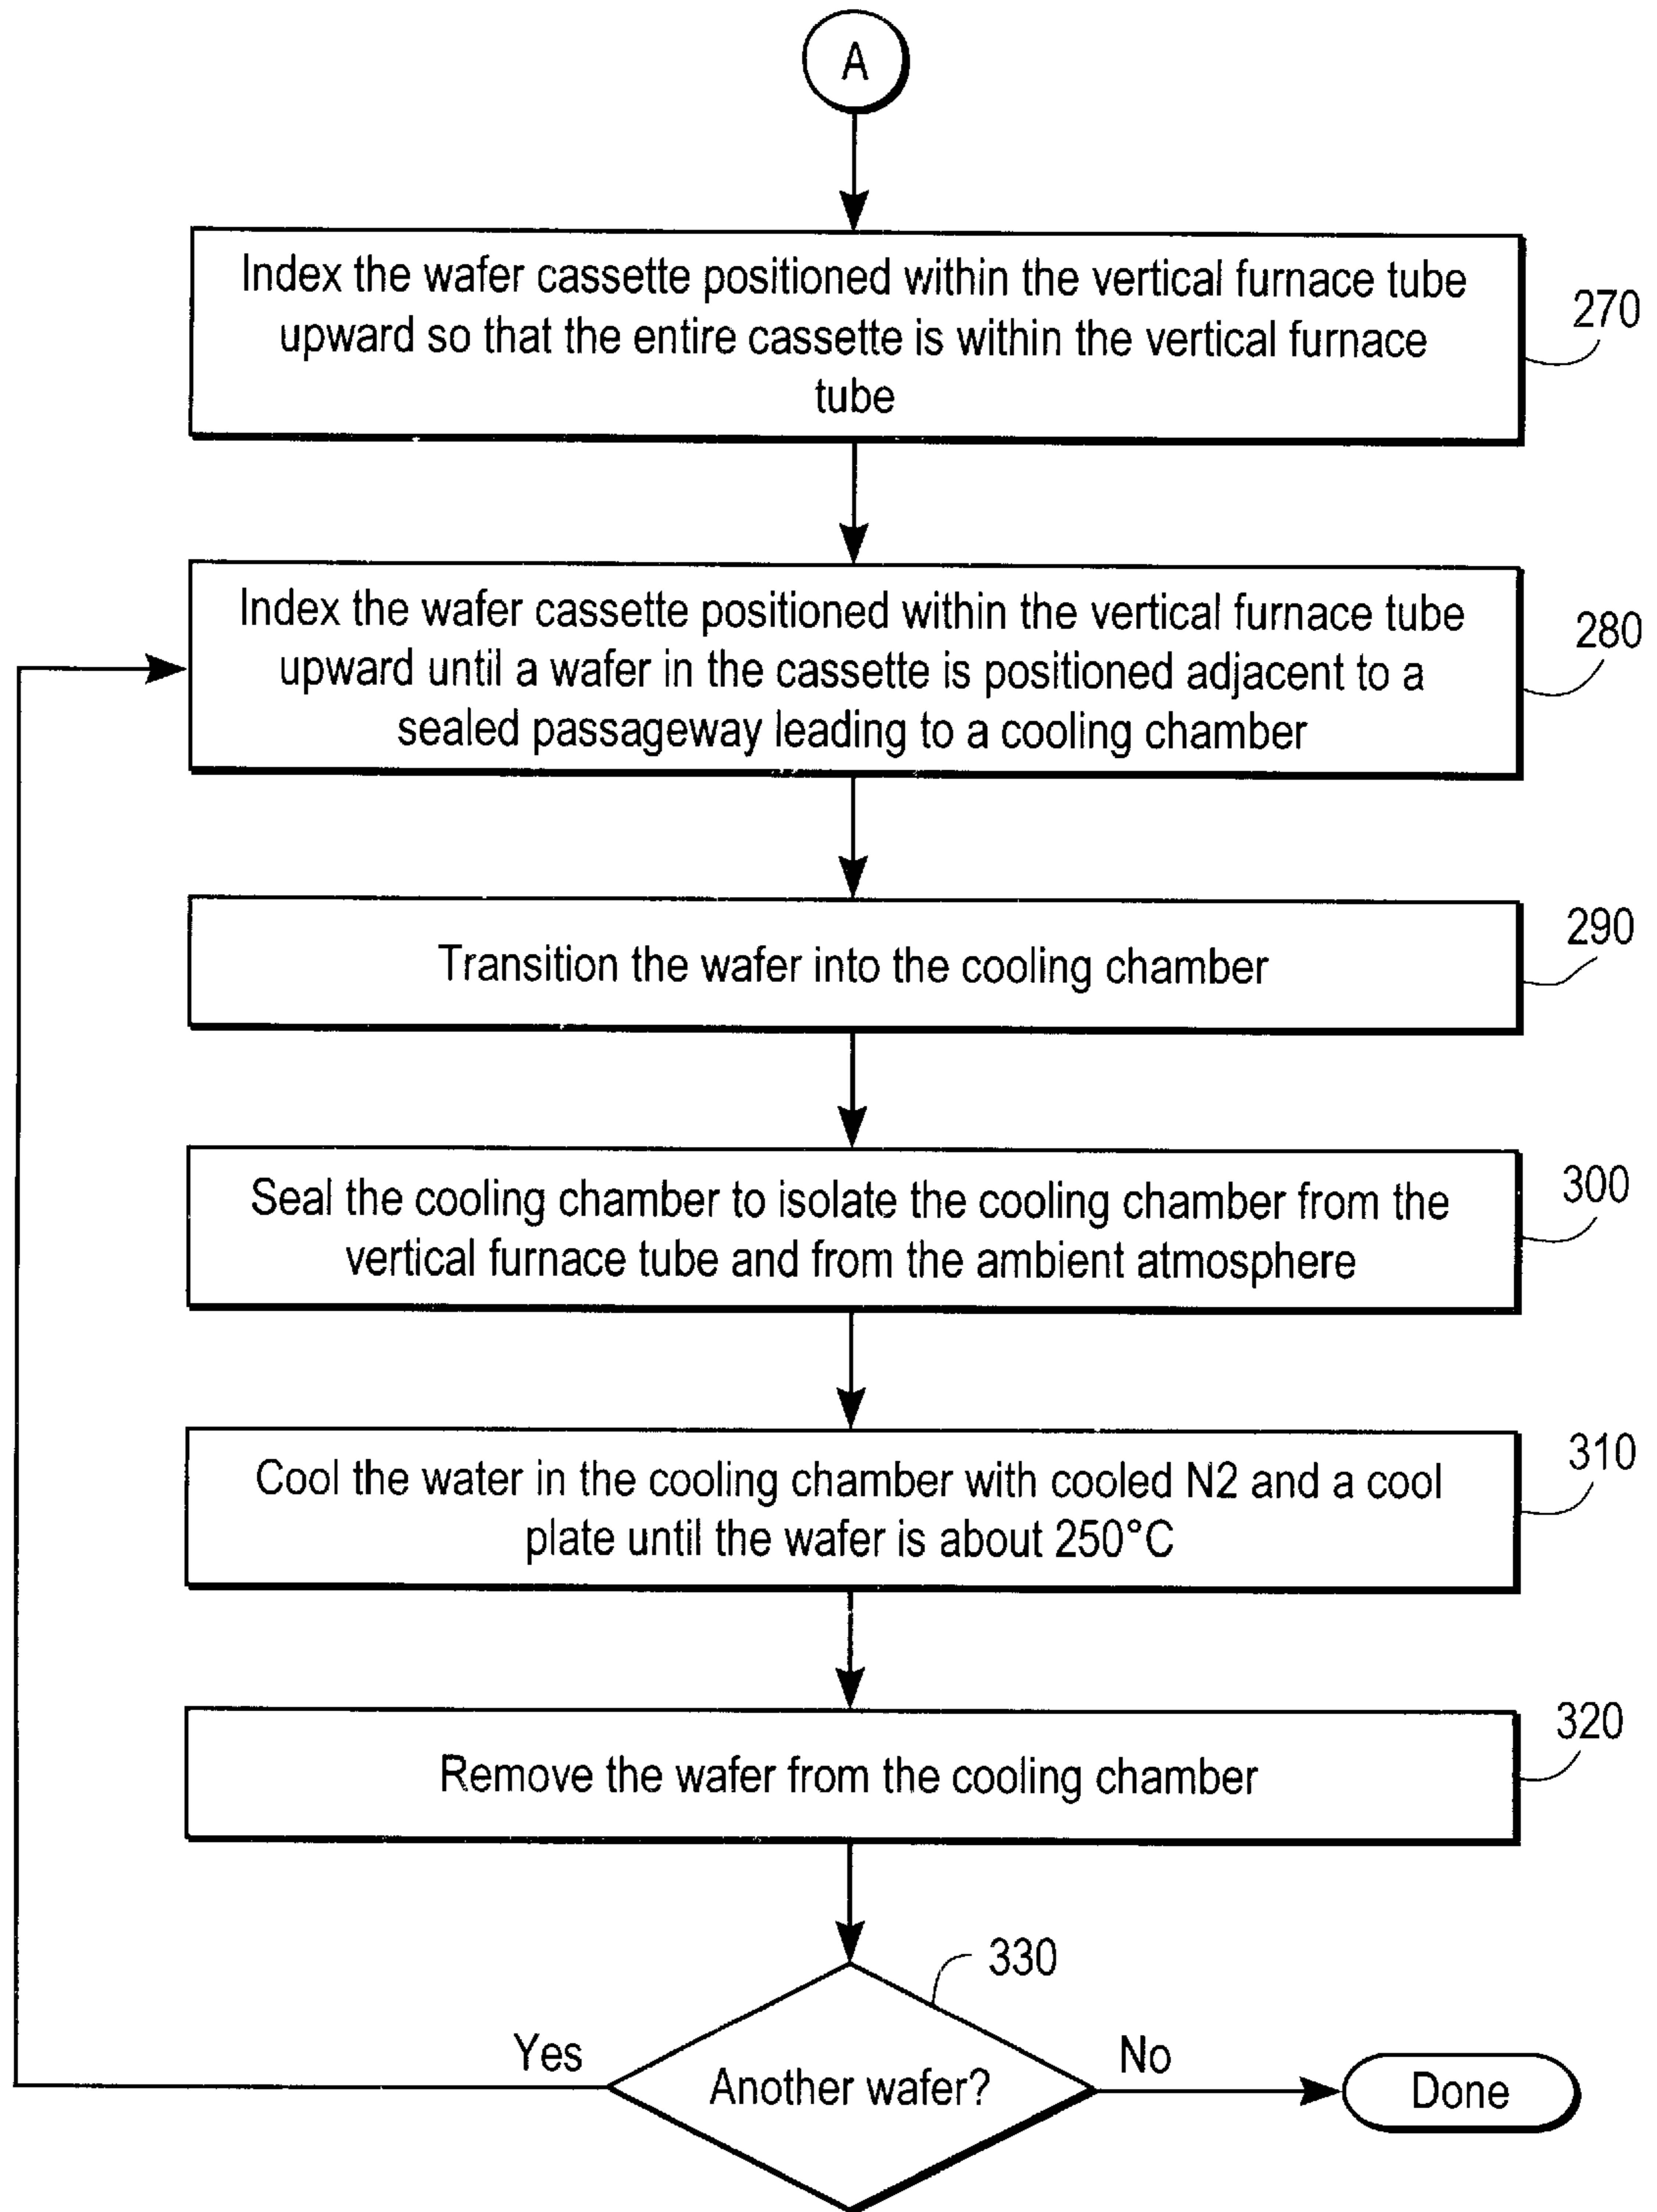 A
Index the wafer cassette positioned within the vertical furnace tube
upward so that the entire cassette is within the vertical furnace
tube
270
Index the wafer cassette positioned within the vertical furnace tube
upward until a wafer in the cassette is positioned adjacent to a
sealed passageway leading to a cooling chamber
280
Transition the wafer into the cooling chamber
290
Seal the cooling chamber to isolate the cooling chamber from the
vertical furnace tube and from the ambient atmosphere
300
Cool the water in the cooling chamber with cooled N2 and a cool
plate until the wafer is about 250°C
310
Remove the wafer from the cooling chamber
320
330
Yes
Another wafer?
No
Done